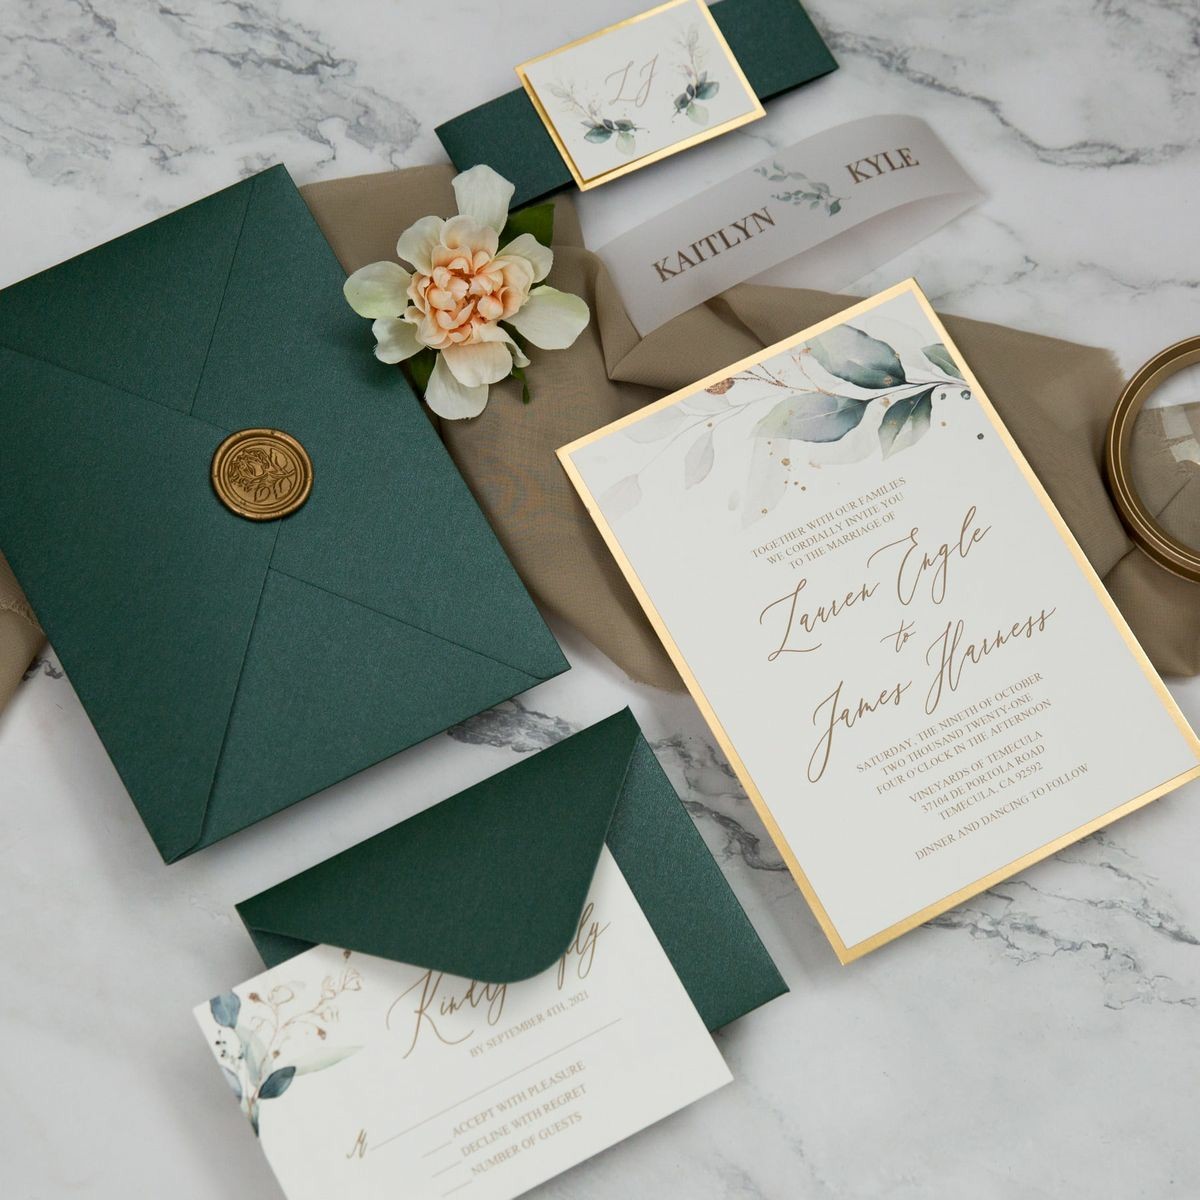 LJ
KAITLYN KYLE
TOGETHER WITH OUR FAMILIES
WE CORDIALLY INVITE YOU
TO THE MARRIAGE OF
Lauren Engle
to
James Harness
SATURDAY, THE NINETH OF OCTOBER
TWO THOUSAND TWENTY-ONE
FOUR O'CLOCK IN THE AFTERNOON
VINEYARDS OF TEMECULA
37104 DE PORTOLA ROAD
TEMECULA, CA 92592
DINNER AND DANCING TO FOLLOW
Kindly
BY SEPTEMBER 4TH, 2021
M
ACCEPT WITH PLEASURE
DECLINE WITH REGRET
NUMBER OF GUESTS